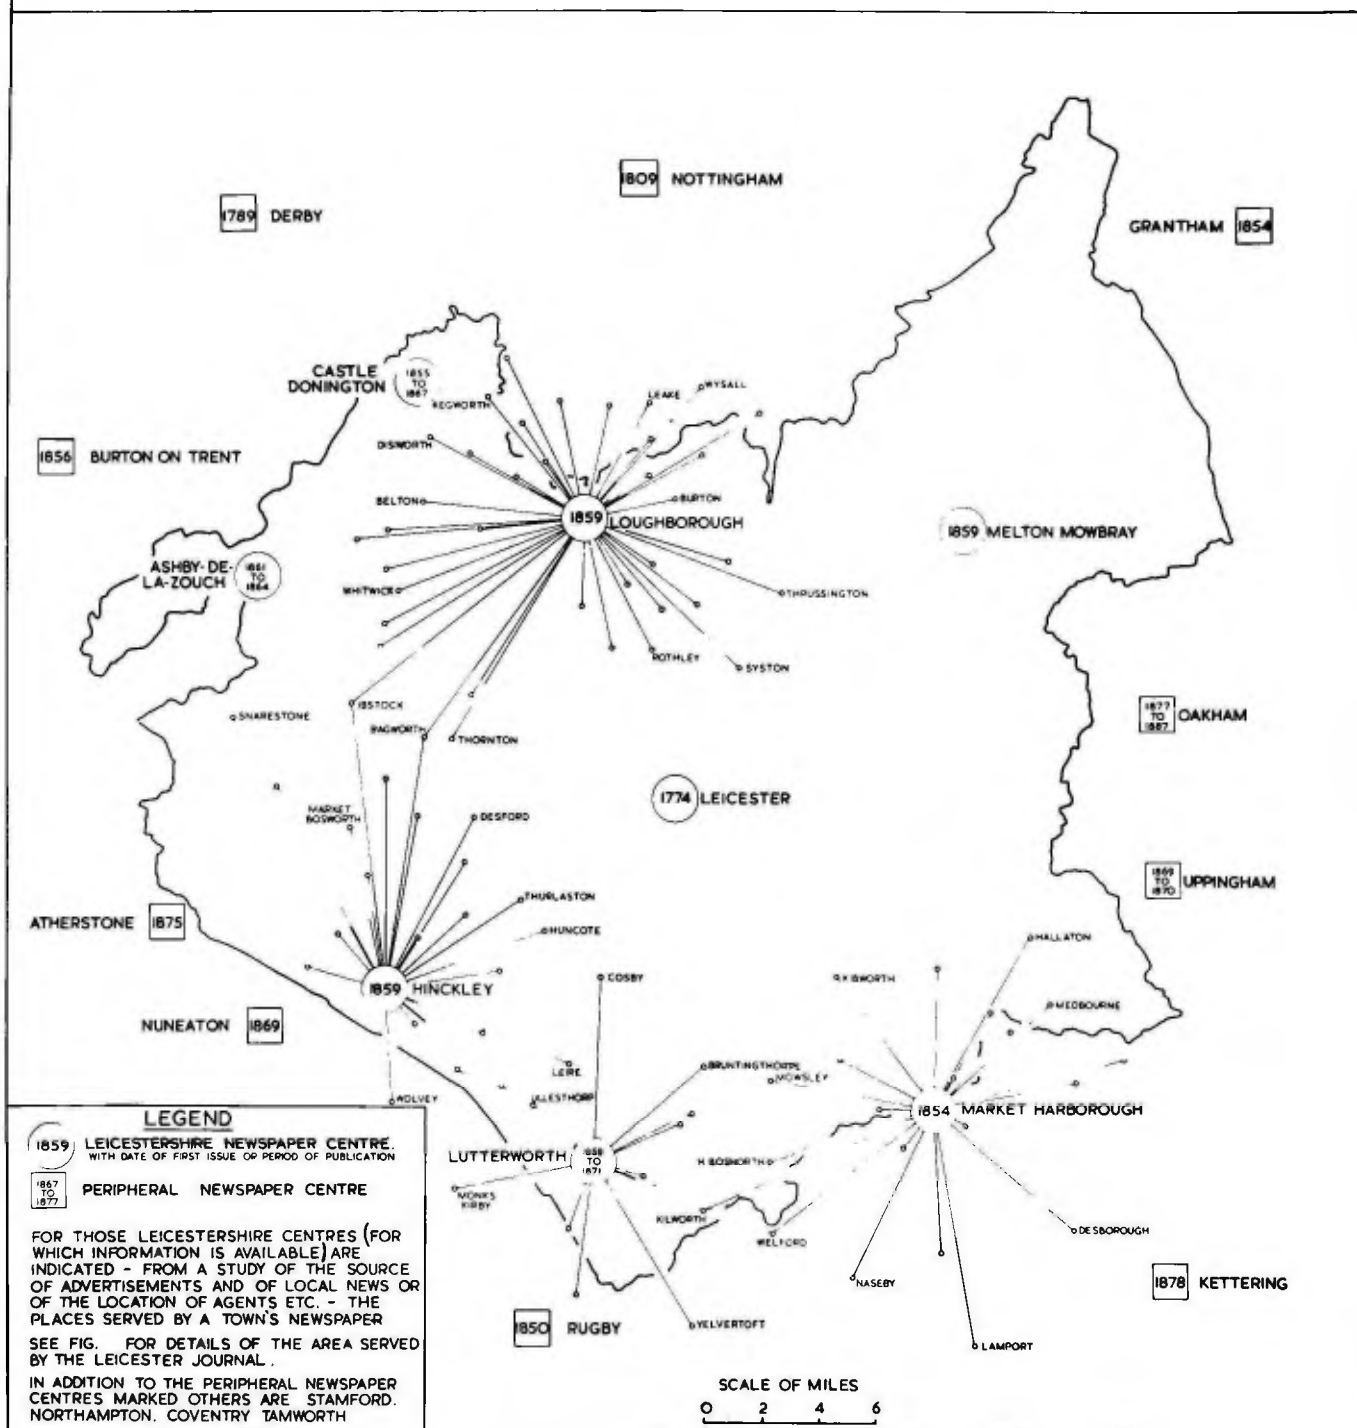 1809 NOTTINGHAM
1789 DERBY
GRANTHAM 1854
CASTLE
DONINGTON
1855
TO
1867
KEGWORTH
LEAKE
WYSALL
DISWORTH
1856 BURTON ON TRENT
BELTON
BURTON
1859 LOUGHBOROUGH
1859 MELTON MOWBRAY
ASHBY-DE-
LA-ZOUCH
1861
TO
1864
WHITWICK
THRUSSINGTON
ROTHLEY
SYSTON
IBSTOCK
SNARESTONE
BAGWORTH
THORNTON
1877
TO
1887
OAKHAM
1774 LEICESTER
MARKET
BOSWORTH
DESFORD
1869
TO
1870
UPPINGHAM
THURLASTON
ATHERSTONE 1875
HUNCOTE
HALLATON
COSBY
KIBWORTH
1859 HINCKLEY
MEDBOURNE
NUNEATON 1869
LEIRE
BRUNTINGTHORPE
MOWSLEY
WOLVEY
ULLESTHORP
1854 MARKET HARBOROUGH
LUTTERWORTH
1858
TO
1871
H BOSWORTH
MONKS
KIRBY
KILWORTH
WELFORD
DESBOROUGH
NASEBY
1878 KETTERING
1850 RUGBY
YELVERTOFT
LAMPORT
LEGEND
1859 LEICESTERSHIRE NEWSPAPER CENTRE.
WITH DATE OF FIRST ISSUE OR PERIOD OF PUBLICATION
1867
TO
1877
PERIPHERAL NEWSPAPER CENTRE
FOR THOSE LEICESTERSHIRE CENTRES (FOR
WHICH INFORMATION IS AVAILABLE) ARE
INDICATED - FROM A STUDY OF THE SOURCE
OF ADVERTISEMENTS AND OF LOCAL NEWS OR
OF THE LOCATION OF AGENTS ETC. - THE
PLACES SERVED BY A TOWN'S NEWSPAPER
SEE FIG. FOR DETAILS OF THE AREA SERVED
BY THE LEICESTER JOURNAL.
IN ADDITION TO THE PERIPHERAL NEWSPAPER
CENTRES MARKED OTHERS ARE STAMFORD.
NORTHAMPTON. COVENTRY TAMWORTH
SCALE OF MILES
0 2 4 6